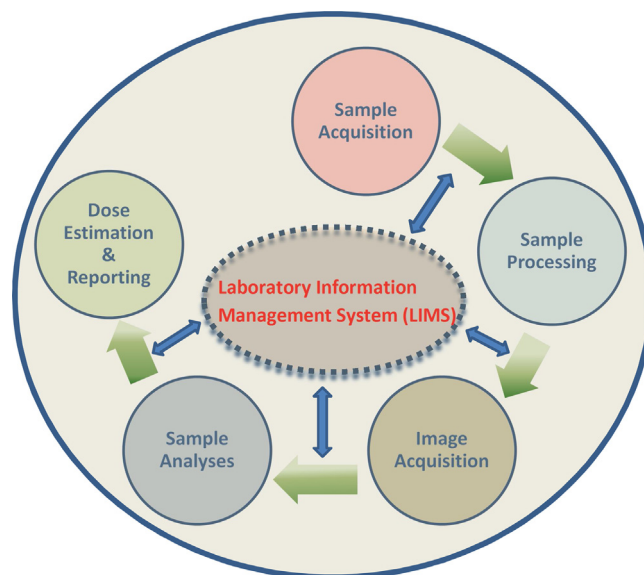 Sample
Acquisition
Sample
Processing
Image
Acquisition
Sample
Analyses
Dose
Estimation
&
Reporting
Laboratory Information
Management System (LIMS)